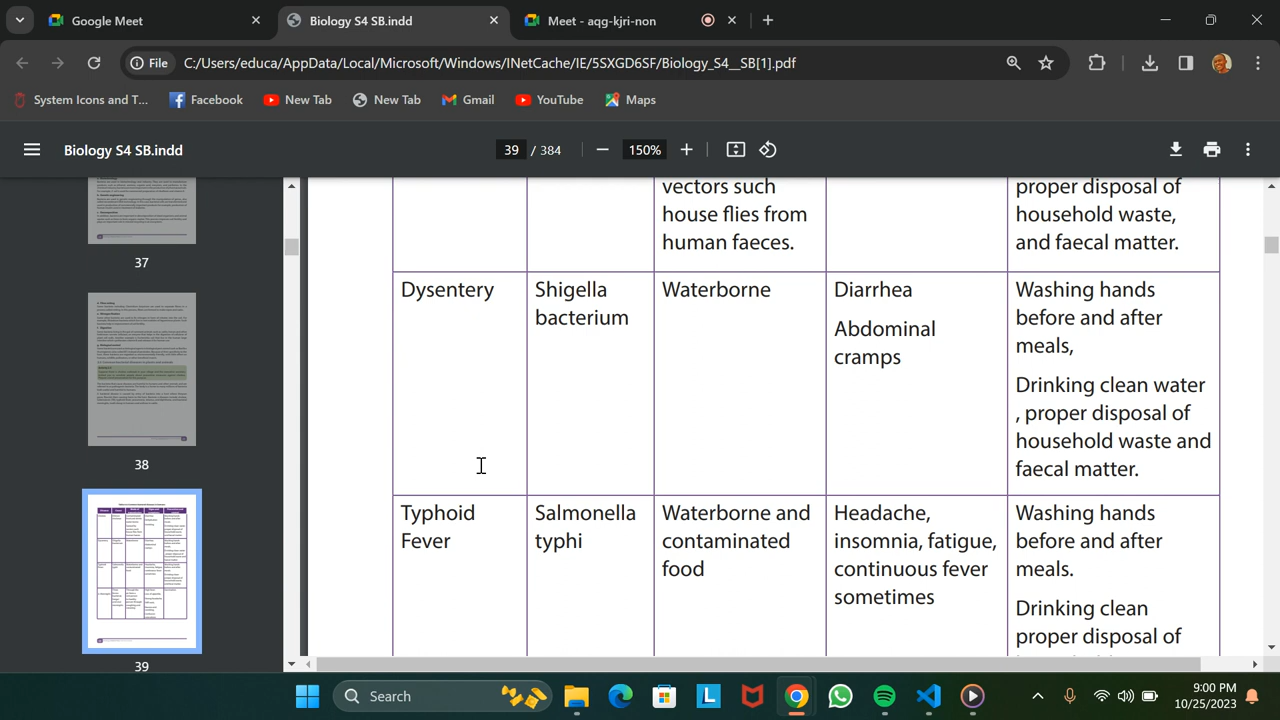 Google Meet
Biology S4 SB.indd
Meet - aqg-kjri-non
File
C:/Users/educa/AppData/Local/Microsoft/Windows/INetCache/IE/5SXGD6SF/Biology_S4__SB[1].pdf
System Icons and T...
Facebook
New Tab
New Tab
Gmail
YouTube
Maps
Biology S4 SB.indd
39 / 384
150%
37
38
39
vectors such
house flies from
human faeces.
proper disposal of
household waste,
and faecal matter.
Dysentery
Shigella
bacterium
Waterborne
Diarrhea
Abdominal
cramps
Washing hands
before and after
meals,
Drinking clean water
, proper disposal of
household waste and
faecal matter.
Typhoid
Fever
Salmonella
typhi
Waterborne and
contaminated
food
Headache,
insomnia, fatigue,
continuous fever
sometimes
Washing hands
before and after
meals.
Drinking clean
proper disposal of
Search
9:00 PM
10/25/2023